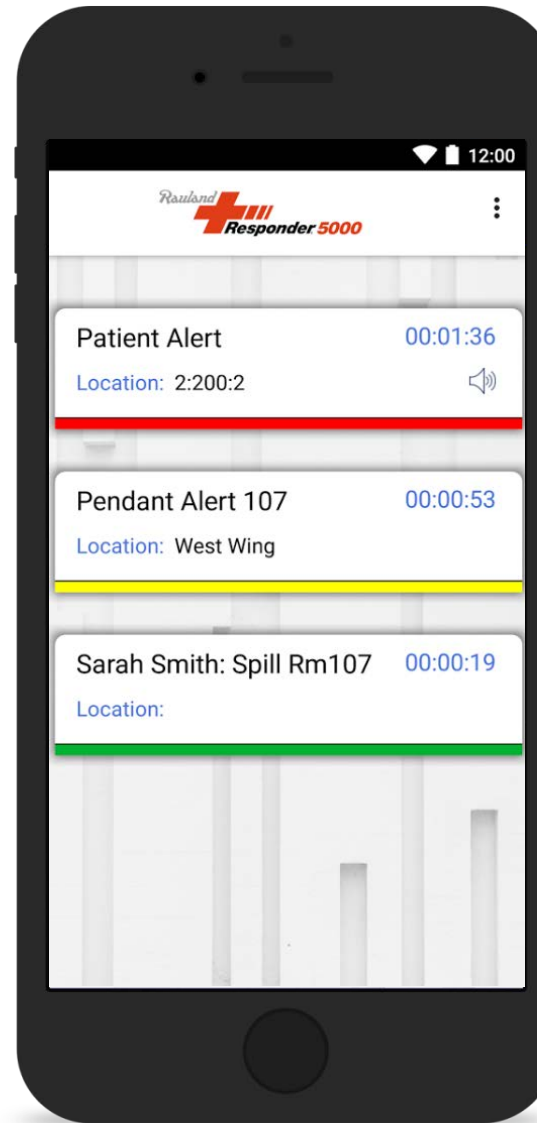 12:00
Rauland
Responder 5000
Patient Alert 00:01:36
Location: 2:200:2
Pendant Alert 107 00:00:53
Location: West Wing
Sarah Smith: Spill Rm107 00:00:19
Location: